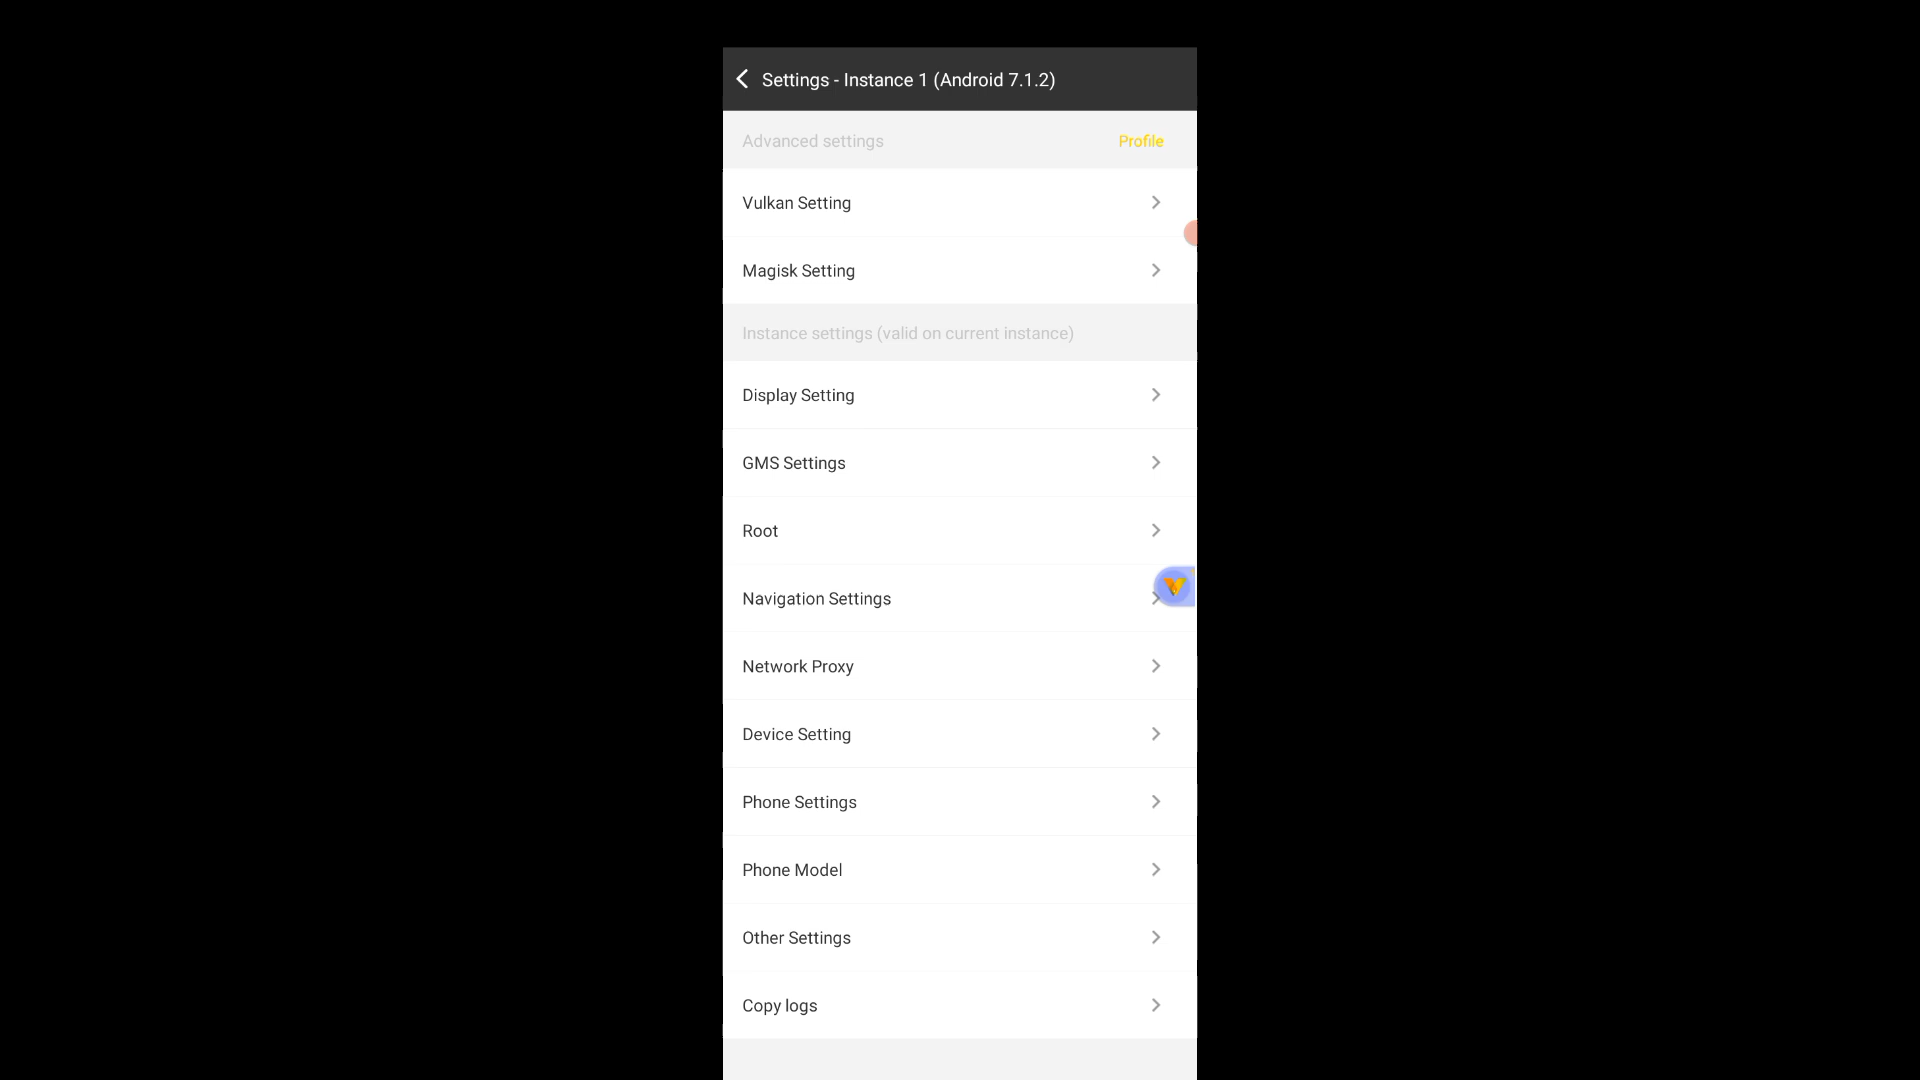 Settings - Instance 1 (Android 7.1.2)
Advanced settings Profile
Vulkan Setting
Magisk Setting
Instance settings (valid on current instance)
Display Setting
GMS Settings
Root
Navigation Settings
Network Proxy
Device Setting
Phone Settings
Phone Model
Other Settings
Copy logs